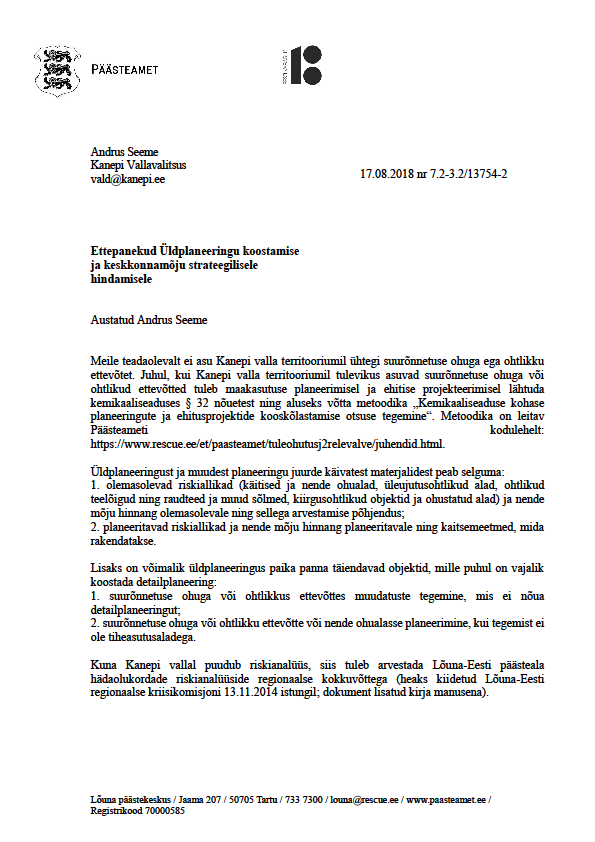 PÄÄSTEAMET
Andrus Seeme
Kanepi Vallavalitsus
vald@kanepi.ee
17.08.2018 nr 7.2-3.2/13754-2
Ettepanekud Üldplaneeringu koostamise
ja keskkonnamõju strateegilisele
hindamisele
Austatud Andrus Seeme
Meile teadaolevalt ei asu Kanepi valla territooriumil ühtegi suurõnnetuse ohuga ega ohtlikku
ettevõtet. Juhul, kui Kanepi valla territooriumil tulevikus asuvad suurõnnetuse ohuga või
ohtlikud ettevõtted tuleb maakasutuse planeerimisel ja ehitise projekteerimisel lähtuda
kemikaaliseaduses § 32 nõuetest ning aluseks võtta metoodika „Kemikaaliseaduse kohase
planeeringute ja ehitusprojektide kooskõlastamise otsuse tegemine“. Metoodika on leitav
Päästeameti kodulehelt:
https://www.rescue.ee/et/paasteamet/tuleohutusj2relevalve/juhendid.html.
Üldplaneeringust ja muudest planeeringu juurde käivatest materjalidest peab selguma:
1. olemasolevad riskiallikad (käitised ja nende ohualad, üleujutusohtlikud alad, ohtlikud
teelõigud ning raudteed ja muud sõlmed, kiirgusohtlikud objektid ja ohustatud alad) ja nende
mõju hinnang olemasolevale ning sellega arvestamise põhjendus;
2. planeeritavad riskiallikad ja nende mõju hinnang planeeritavale ning kaitsemeetmed, mida
rakendatakse.
Lisaks on võimalik üldplaneeringus paika panna täiendavad objektid, mille puhul on vajalik
koostada detailplaneering:
1. suurõnnetuse ohuga või ohtlikkus ettevõttes muudatuste tegemine, mis ei nõua
detailplaneeringut;
2. suurõnnetuse ohuga või ohtlikku ettevõtte või nende ohualasse planeerimine, kui tegemist ei
ole tiheasutusaladega.
Kuna Kanepi vallal puudub riskianalüüs, siis tuleb arvestada Lõuna-Eesti päästeala
hädaolukordade riskianalüüside regionaalse kokkuvõttega (heaks kiidetud Lõuna-Eesti
regionaalse kriisikomisjoni 13.11.2014 istungil; dokument lisatud kirja manusena).
Lõuna päästekeskus / Jaama 207 / 50705 Tartu / 733 7300 / louna@rescue.ee / www.paasteamet.ee /
Registrikood 70000585